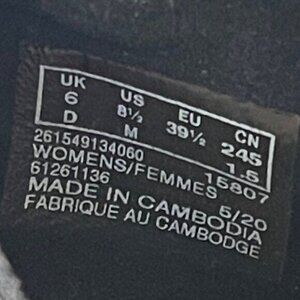 UK US EU CN
6 8½ 39½ 245
D M 1.5
261549134060 15807
WOMENS/FEMMES
61261136 5/20
MADE IN CAMBODIA
FABRIQUE AU CAMBODGE